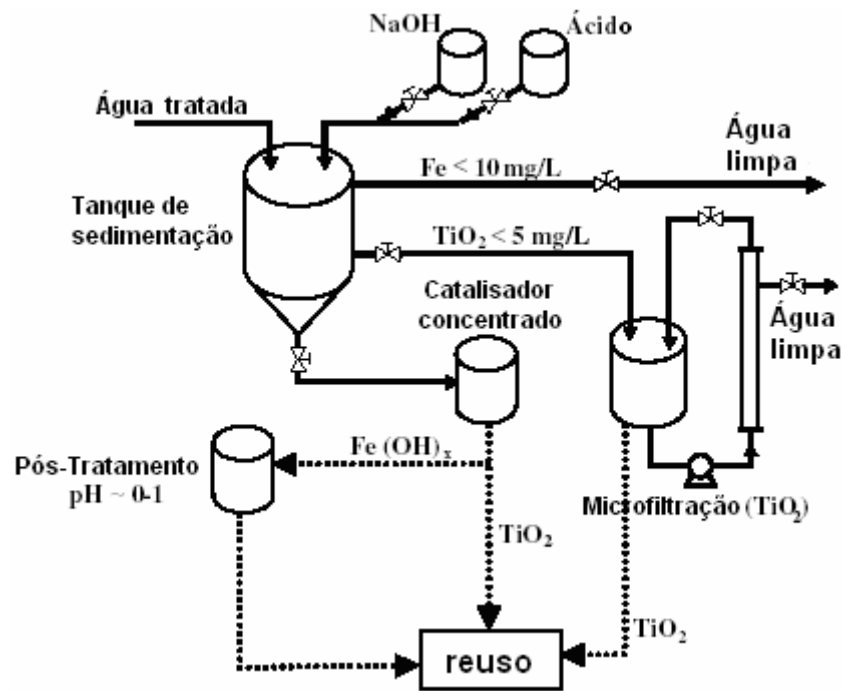 NaOH
Ácido
Água tratada
Água
limpa
Fe < 10 mg/L
Tanque de
sedimentação
TiO₂ < 5 mg/L
Catalisador
concentrado
Água
limpa
Fe (OH)ₓ
Pós-Tratamento
pH ~ 0-1
Microfiltração (TiO₂)
TiO₂
TiO₂
reuso